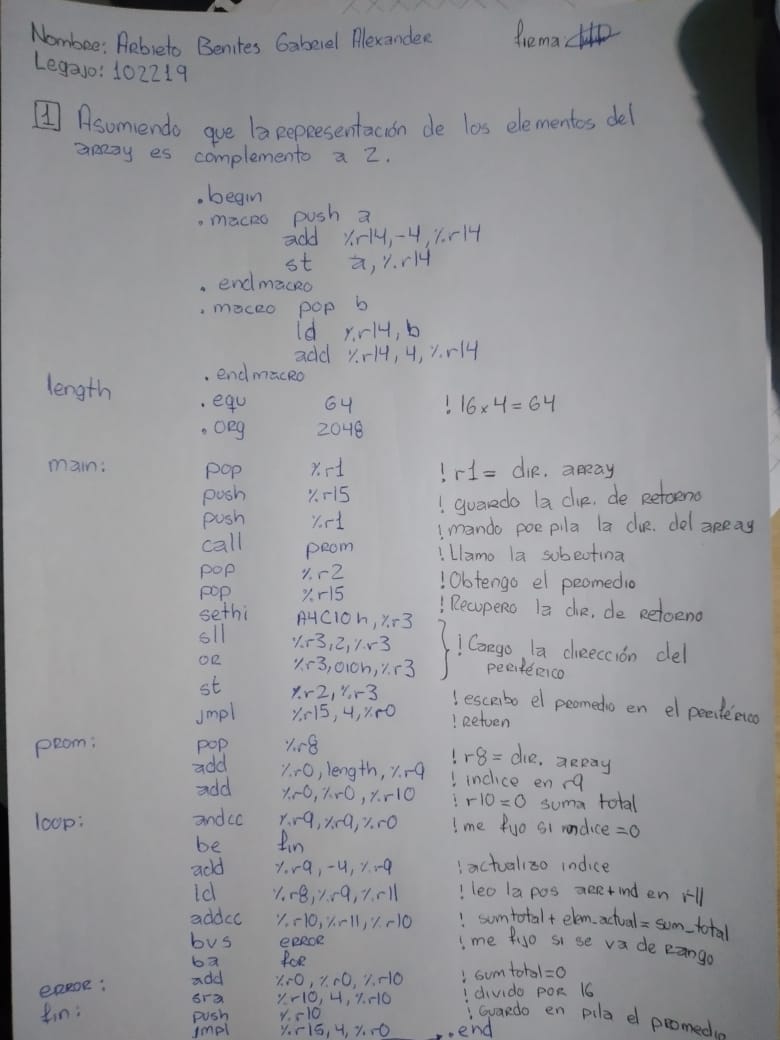 Nombre: Arbieto Benites Gabriel Alexander firma:
Legajo: 102219
1 Asumiendo que la representación de los elementos del
array es complemento a 2.
.begin
.macro push a
add %r14,-4,%r14
st a,%r14
.endmacro
.macro pop b
ld %r14,b
add %r14,4,%r14
.endmacro
length .equ 64 !16x4=64
.org 2048
main: pop %r1 !r1= dir. array
push %r15 ! guardo la dir. de retorno
push %r1 ! mando por pila la dir. del array
call prom !Llamo la subrutina
pop %r2 !Obtengo el promedio
pop %r15 !Recupero la dir. de retorno
sethi A4C10h,%r3
sll %r3,2,%r3 } !Cargo la dirección del
or %r3,010h,%r3 periférico
st %r2,%r3 !escribo el promedio en el periférico
jmpl %r15,4,%r0 !return
prom: pop %r8 !r8= dir. array
add %r0,length,%r9 ! indice en r9
add %r0,%r0,%r10 !r10=0 suma total
loop: andcc %r9,%r9,%r0 !me fijo si indice=0
be fin
add %r9,-4,%r9 !actualizo indice
ld %r8,%r9,%r11 !leo la pos arr+ind en r11
addcc %r10,%r11,%r10 ! sumtotal+elem_actual=sum_total
bvs error !me fijo si se va de rango
ba for
error: add %r0,%r0,%r10 !sumtotal=0
sra %r10,4,%r10 !divido por 16
fin: push %r10 !Guardo en pila el promedio
jmpl %r15,4,%r0 .end